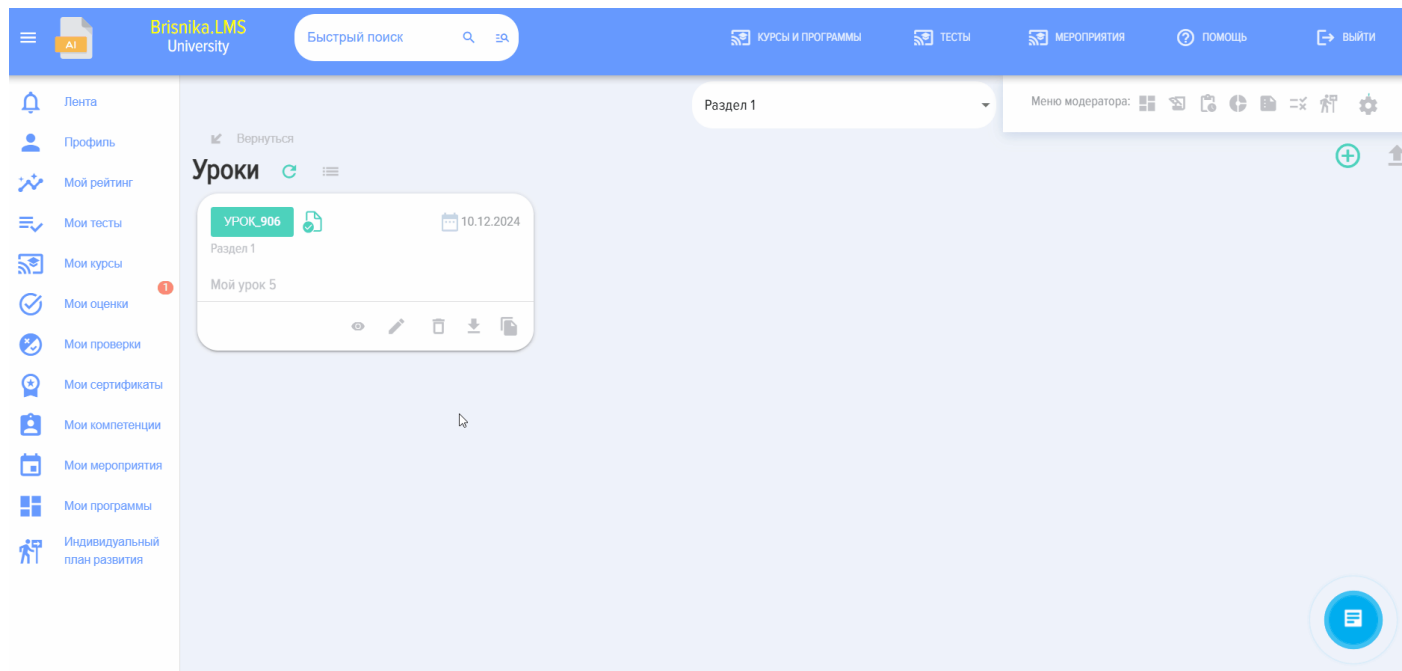 AI
Brisnika.LMS
University
Быстрый поиск
КУРСЫ И ПРОГРАММЫ
ТЕСТЫ
МЕРОПРИЯТИЯ
ПОМОЩЬ
ВЫЙТИ
Лента
Профиль
Мой рейтинг
Мои тесты
Мои курсы
1
Мои оценки
Мои проверки
Мои сертификаты
Мои компетенции
Мои мероприятия
Мои программы
Индивидуальный
план развития
Раздел 1
Меню модератора:
Вернуться
Уроки
УРОК_906
10.12.2024
Раздел 1
Мой урок 5